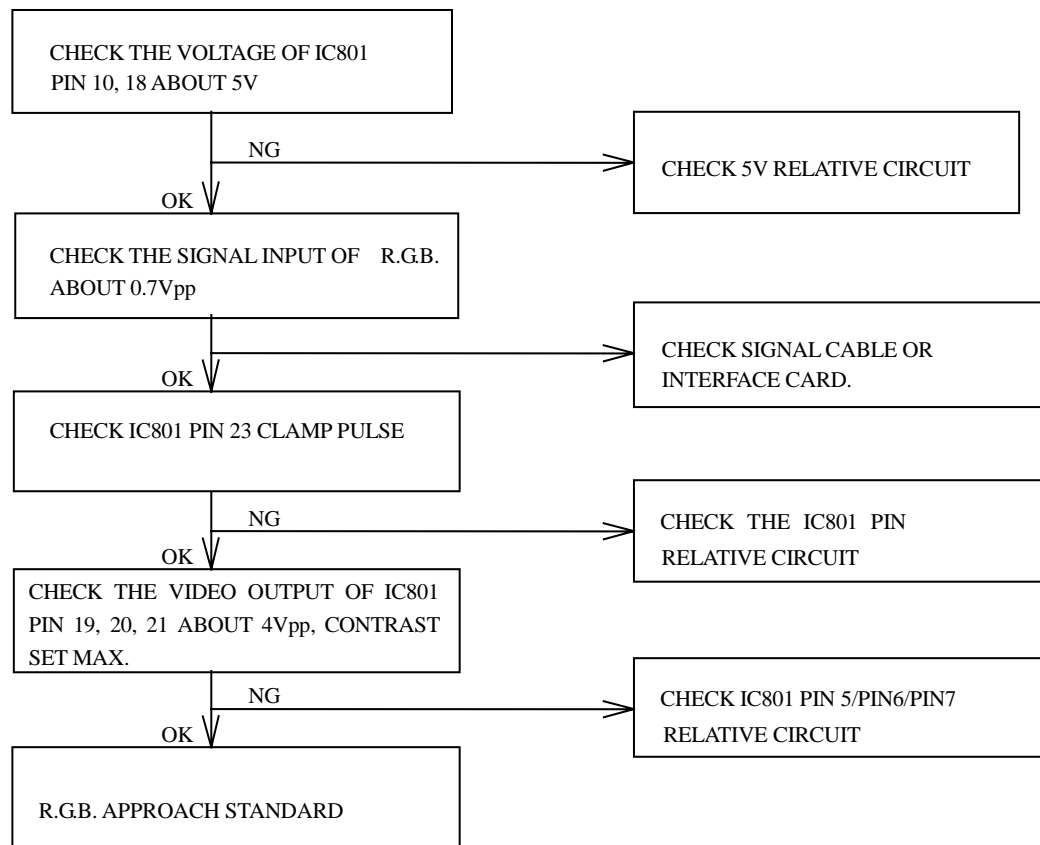 CHECK THE VOLTAGE OF IC801
PIN 10, 18 ABOUT 5V
NG
CHECK 5V RELATIVE CIRCUIT
OK
CHECK THE SIGNAL INPUT OF R.G.B.
ABOUT 0.7Vpp
CHECK SIGNAL CABLE OR
INTERFACE CARD.
OK
CHECK IC801 PIN 23 CLAMP PULSE
NG
CHECK THE IC801 PIN
RELATIVE CIRCUIT
OK
CHECK THE VIDEO OUTPUT OF IC801
PIN 19, 20, 21 ABOUT 4Vpp, CONTRAST
SET MAX.
NG
CHECK IC801 PIN 5/PIN6/PIN7
RELATIVE CIRCUIT
OK
R.G.B. APPROACH STANDARD